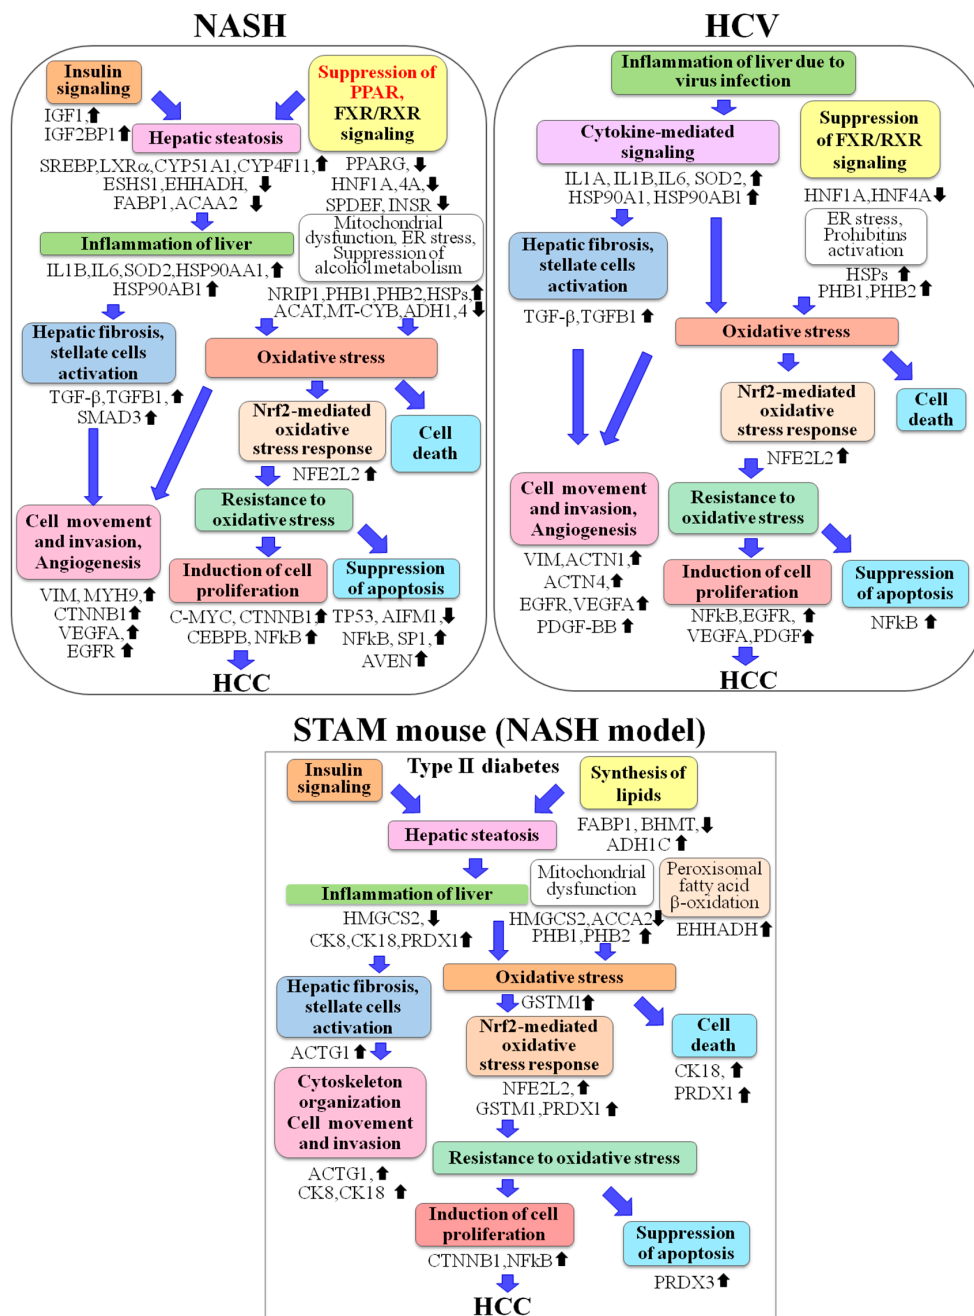 NASH
Insulin
signaling
IGF1,
IGF2BP1
Suppression of
PPAR,
FXR/RXR
signaling
Hepatic steatosis
SREBP,LXRα,CYP51A1,CYP4F11,
ESHS1,EHHADH,
FABP1,ACAA2
PPARG,
HNF1A, 4A,
SPDEF, INSR
Inflammation of liver
IL1B,IL6,SOD2,HSP90AA1,
HSP90AB1
Mitochondrial
dysfunction, ER stress,
Suppression of
alcohol metabolism
NRIP1,PHB1,PHB2,HSPs,
ACAT,MT-CYB,ADH1,4
Hepatic fibrosis,
stellate cells
activation
TGF-β,TGFB1,
SMAD3
Oxidative stress
Nrf2-mediated
oxidative
stress response
NFE2L2
Cell
death
Resistance to
oxidative stress
Cell movement
and invasion,
Angiogenesis
VIM, MYH9,
CTNNB1
VEGFA,
EGFR
Induction of cell
proliferation
C-MYC, CTNNB1,
CEBPB, NFkB
Suppression
of apoptosis
TP53, AIFM1,
NFkB, SP1,
AVEN
HCC
HCV
Inflammation of liver due to
virus infection
Cytokine-mediated
signaling
IL1A, IL1B,IL6, SOD2,
HSP90A1, HSP90AB1
Suppression
of FXR/RXR
signaling
HNF1A,HNF4A
ER stress,
Prohibitins
activation
HSPs
PHB1,PHB2
Hepatic fibrosis,
stellate cells
activation
TGF-β,TGFB1
Oxidative stress
Nrf2-mediated
oxidative
stress response
NFE2L2
Cell
death
Resistance to
oxidative stress
Cell movement
and invasion,
Angiogenesis
VIM,ACTN1,
ACTN4,
EGFR, VEGFA
PDGF-BB
Induction of cell
proliferation
NFkB,EGFR,
VEGFA,PDGF
Suppression
of apoptosis
NFkB
HCC
STAM mouse (NASH model)
Type II diabetes
Insulin
signaling
Synthesis of
lipids
FABP1, BHMT,
ADH1C
Hepatic steatosis
Inflammation of liver
HMGCS2,
CK8,CK18,PRDX1
Mitochondrial
dysfunction
HMGCS2,ACCA2
PHB1,PHB2
Peroxisomal
fatty acid
β-oxidation
EHHADH
Hepatic fibrosis,
stellate cells
activation
ACTG1
Oxidative stress
GSTM1
Nrf2-mediated
oxidative
stress response
NFE2L2,
GSTM1,PRDX1
Cell
death
CK18,
PRDX1
Cytoskeleton
organization
Cell movement
and invasion
ACTG1,
CK8,CK18
Resistance to oxidative stress
Induction of cell
proliferation
CTNNB1,NFkB
Suppression
of apoptosis
PRDX3
HCC